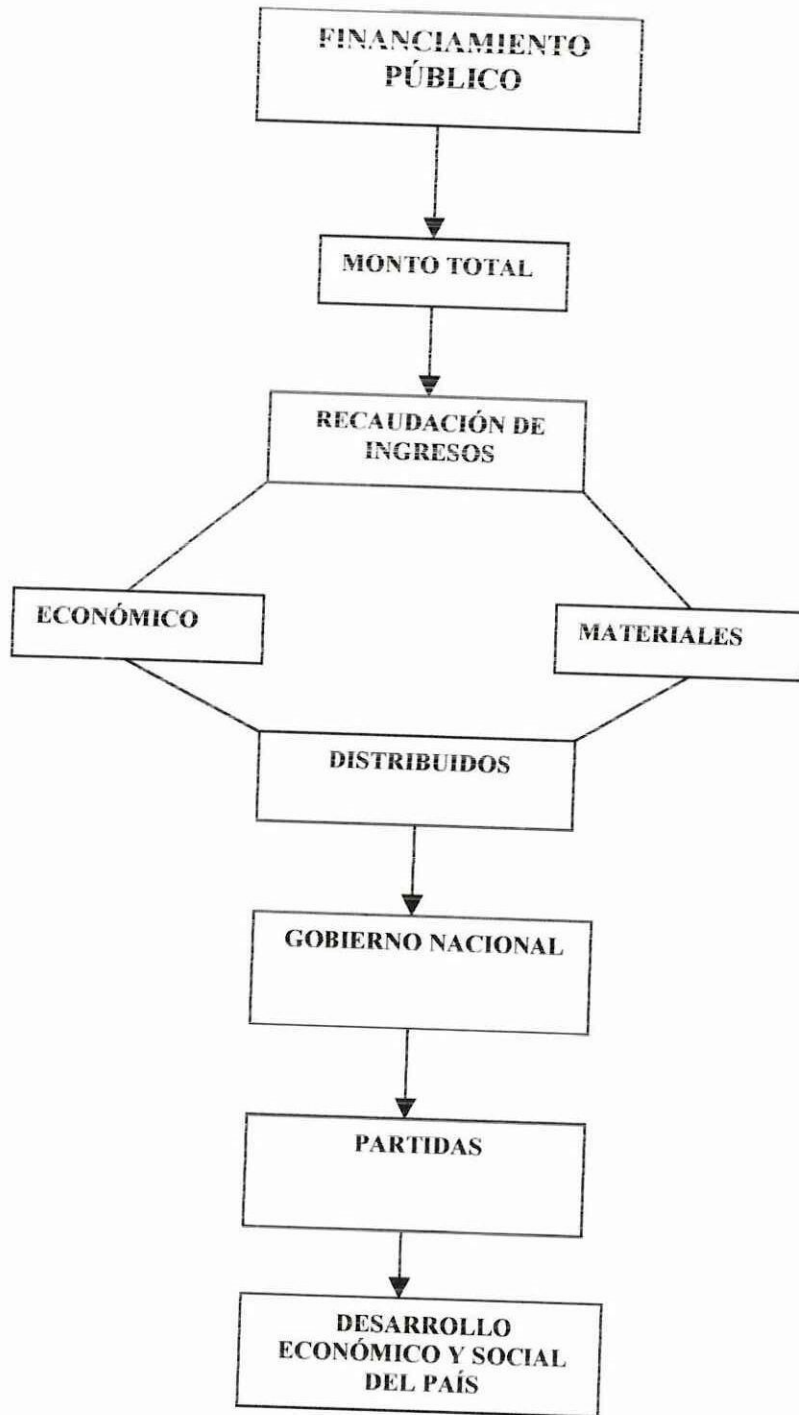 FINANCIAMIENTO
PÚBLICO
MONTO TOTAL
RECAUDACIÓN DE
INGRESOS
ECONÓMICO
MATERIALES
DISTRIBUIDOS
GOBIERNO NACIONAL
PARTIDAS
DESARROLLO
ECONÓMICO Y SOCIAL
DEL PAÍS